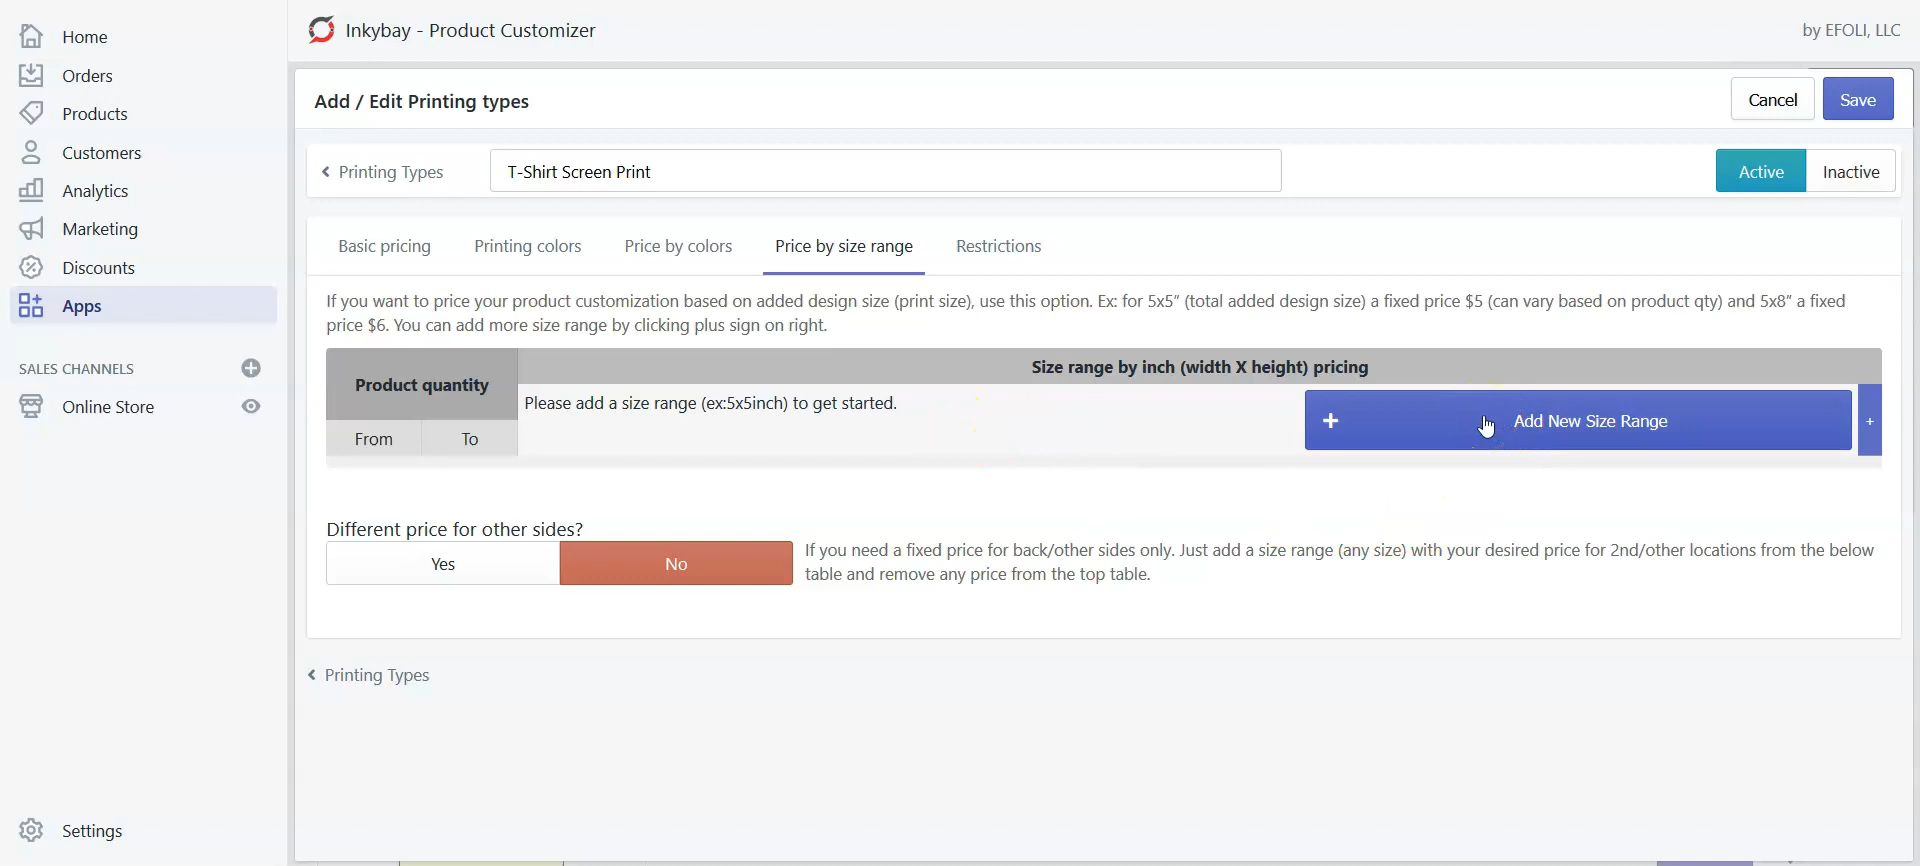 Home
Orders
Products
Customers
Analytics
Marketing
Discounts
Apps
SALES CHANNELS
Online Store
Settings
Inkybay - Product Customizer
by EFOLI, LLC
Add / Edit Printing types
Cancel
Save
Printing Types
T-Shirt Screen Print
Active
Inactive
Basic pricing
Printing colors
Price by colors
Price by size range
Restrictions
If you want to price your product customization based on added design size (print size), use this option. Ex: for 5x5" (total added design size) a fixed price $5 (can vary based on product qty) and 5x8" a fixed
price $6. You can add more size range by clicking plus sign on right.
Product quantity
Size range by inch (width X height) pricing
Please add a size range (ex:5x5inch) to get started.
+ Add New Size Range
+
From
To
Different price for other sides?
Yes
No
If you need a fixed price for back/other sides only. Just add a size range (any size) with your desired price for 2nd/other locations from the below
table and remove any price from the top table.
Printing Types